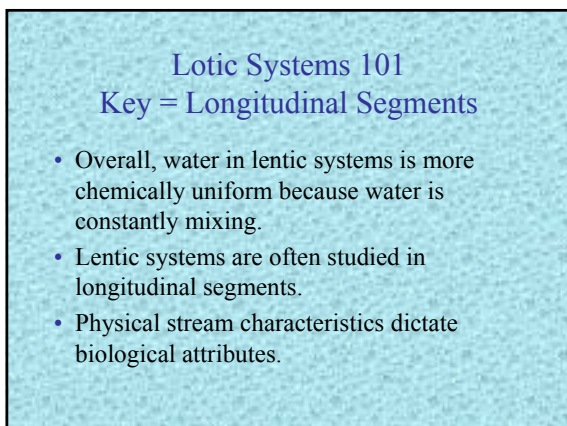 Lotic Systems 101
Key = Longitudinal Segments
• Overall, water in lentic systems is more
chemically uniform because water is
constantly mixing.
• Lentic systems are often studied in
longitudinal segments.
• Physical stream characteristics dictate
biological attributes.